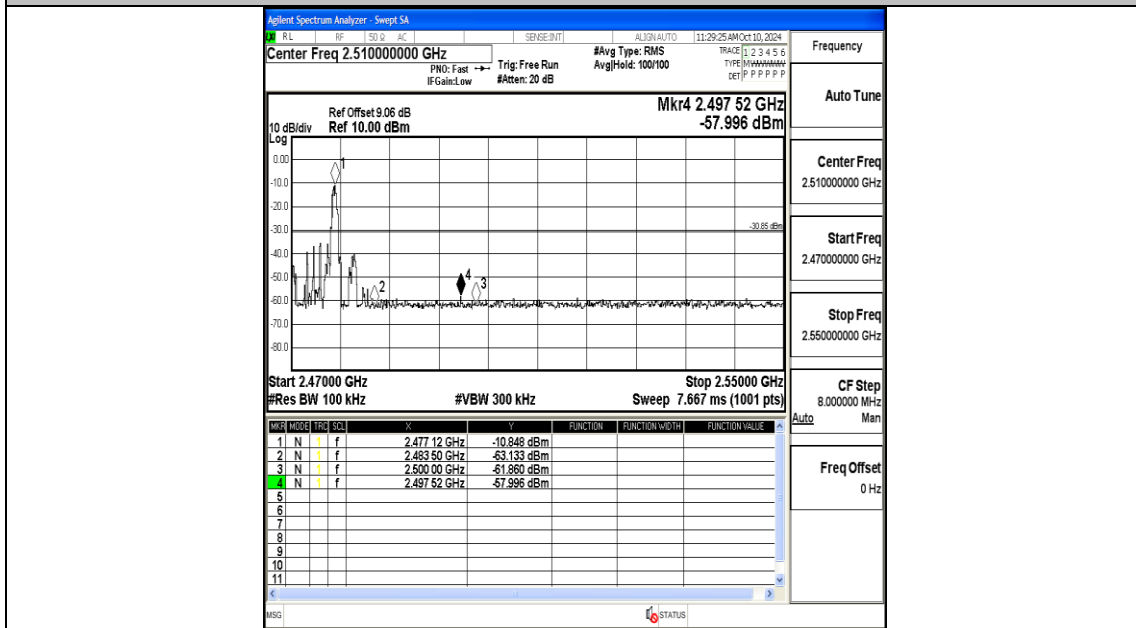 Agilent Spectrum Analyzer - Swept SA
RL RF 50 Ω AC SENSE:INT ALIGN AUTO 11:29:25 AM Oct 10, 2024
Center Freq 2.510000000 GHz
PNO: Fast
IFGain:Low
Trig: Free Run
#Atten: 20 dB
#Avg Type: RMS
Avg|Hold: 100/100
TRACE 1 2 3 4 5 6
TYPE MWWWWW
DET P P P P P P
Ref Offset 9.06 dB
Ref 10.00 dBm
10 dB/div
Log
Mkr4 2.497 52 GHz
-57.996 dBm
0.00
-10.0
-20.0
-30.0
-40.0
-50.0
-60.0
-70.0
-80.0
-30.85 dBm
1
2
4
3
Start 2.47000 GHz
Stop 2.55000 GHz
#Res BW 100 kHz
#VBW 300 kHz
Sweep 7.667 ms (1001 pts)
MKR MODE TRC SCL X Y FUNCTION FUNCTION WIDTH FUNCTION VALUE
1 N 1 f 2.477 12 GHz -10.848 dBm
2 N 1 f 2.483 50 GHz -63.133 dBm
3 N 1 f 2.500 00 GHz -61.860 dBm
4 N 1 f 2.497 52 GHz -57.996 dBm
5
6
7
8
9
10
11
MSG
STATUS
Frequency
Auto Tune
Center Freq
2.510000000 GHz
Start Freq
2.470000000 GHz
Stop Freq
2.550000000 GHz
CF Step
8.000000 MHz
Auto Man
Freq Offset
0 Hz